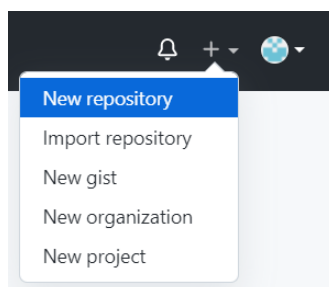 New repository
Import repository
New gist
New organization
New project